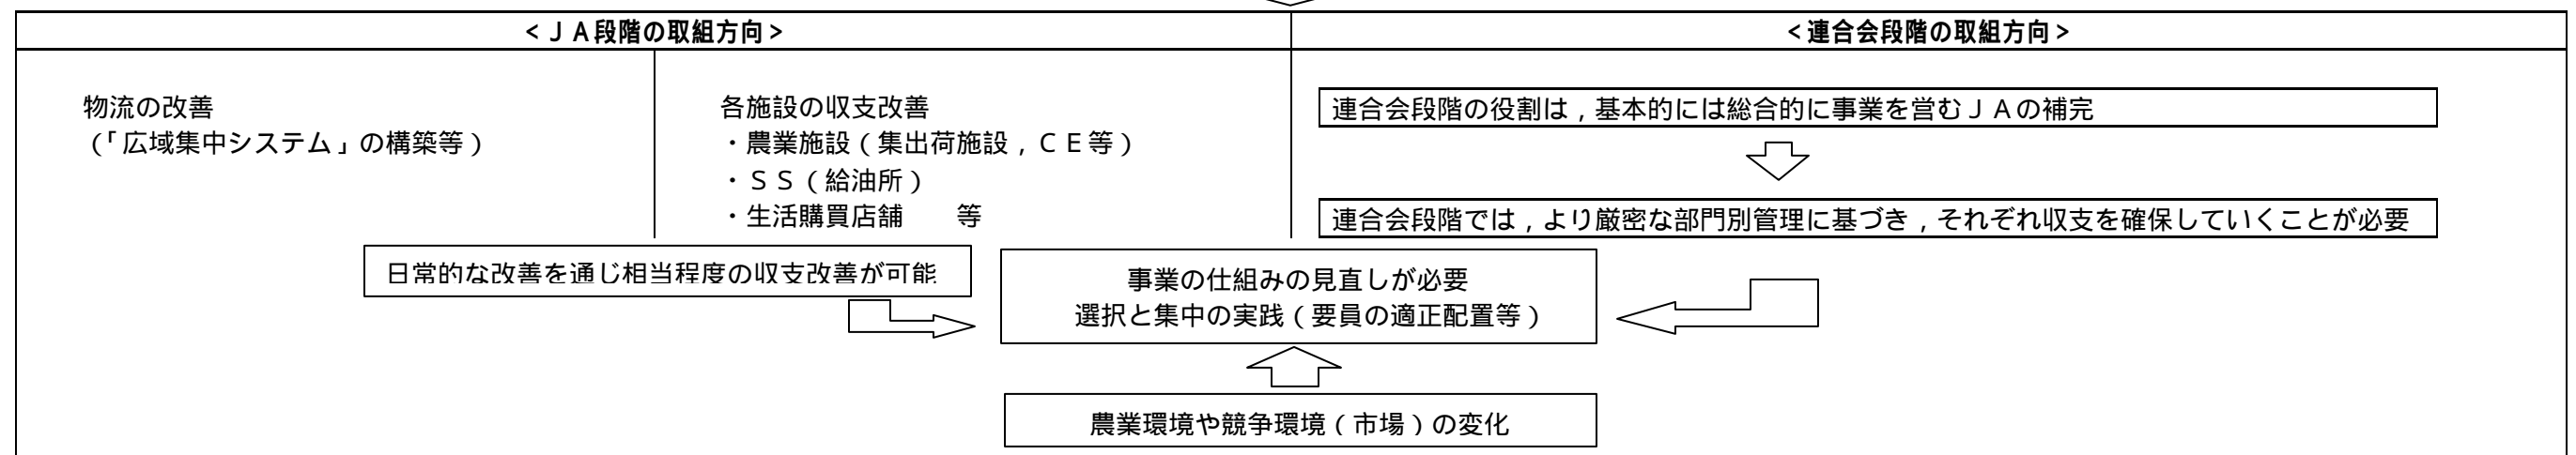 ＜ＪＡ段階の取組方向＞
＜連合会段階の取組方向＞
物流の改善
（「広域集中システム」の構築等）
各施設の収支改善
・農業施設（集出荷施設，ＣＥ等）
・ＳＳ（給油所）
・生活購買店舗　　等
連合会段階の役割は，基本的には総合的に事業を営むＪＡの補完
連合会段階では，より厳密な部門別管理に基づき，それぞれ収支を確保していくことが必要
日常的な改善を通じ相当程度の収支改善が可能
事業の仕組みの見直しが必要
選択と集中の実践（要員の適正配置等）
農業環境や競争環境（市場）の変化